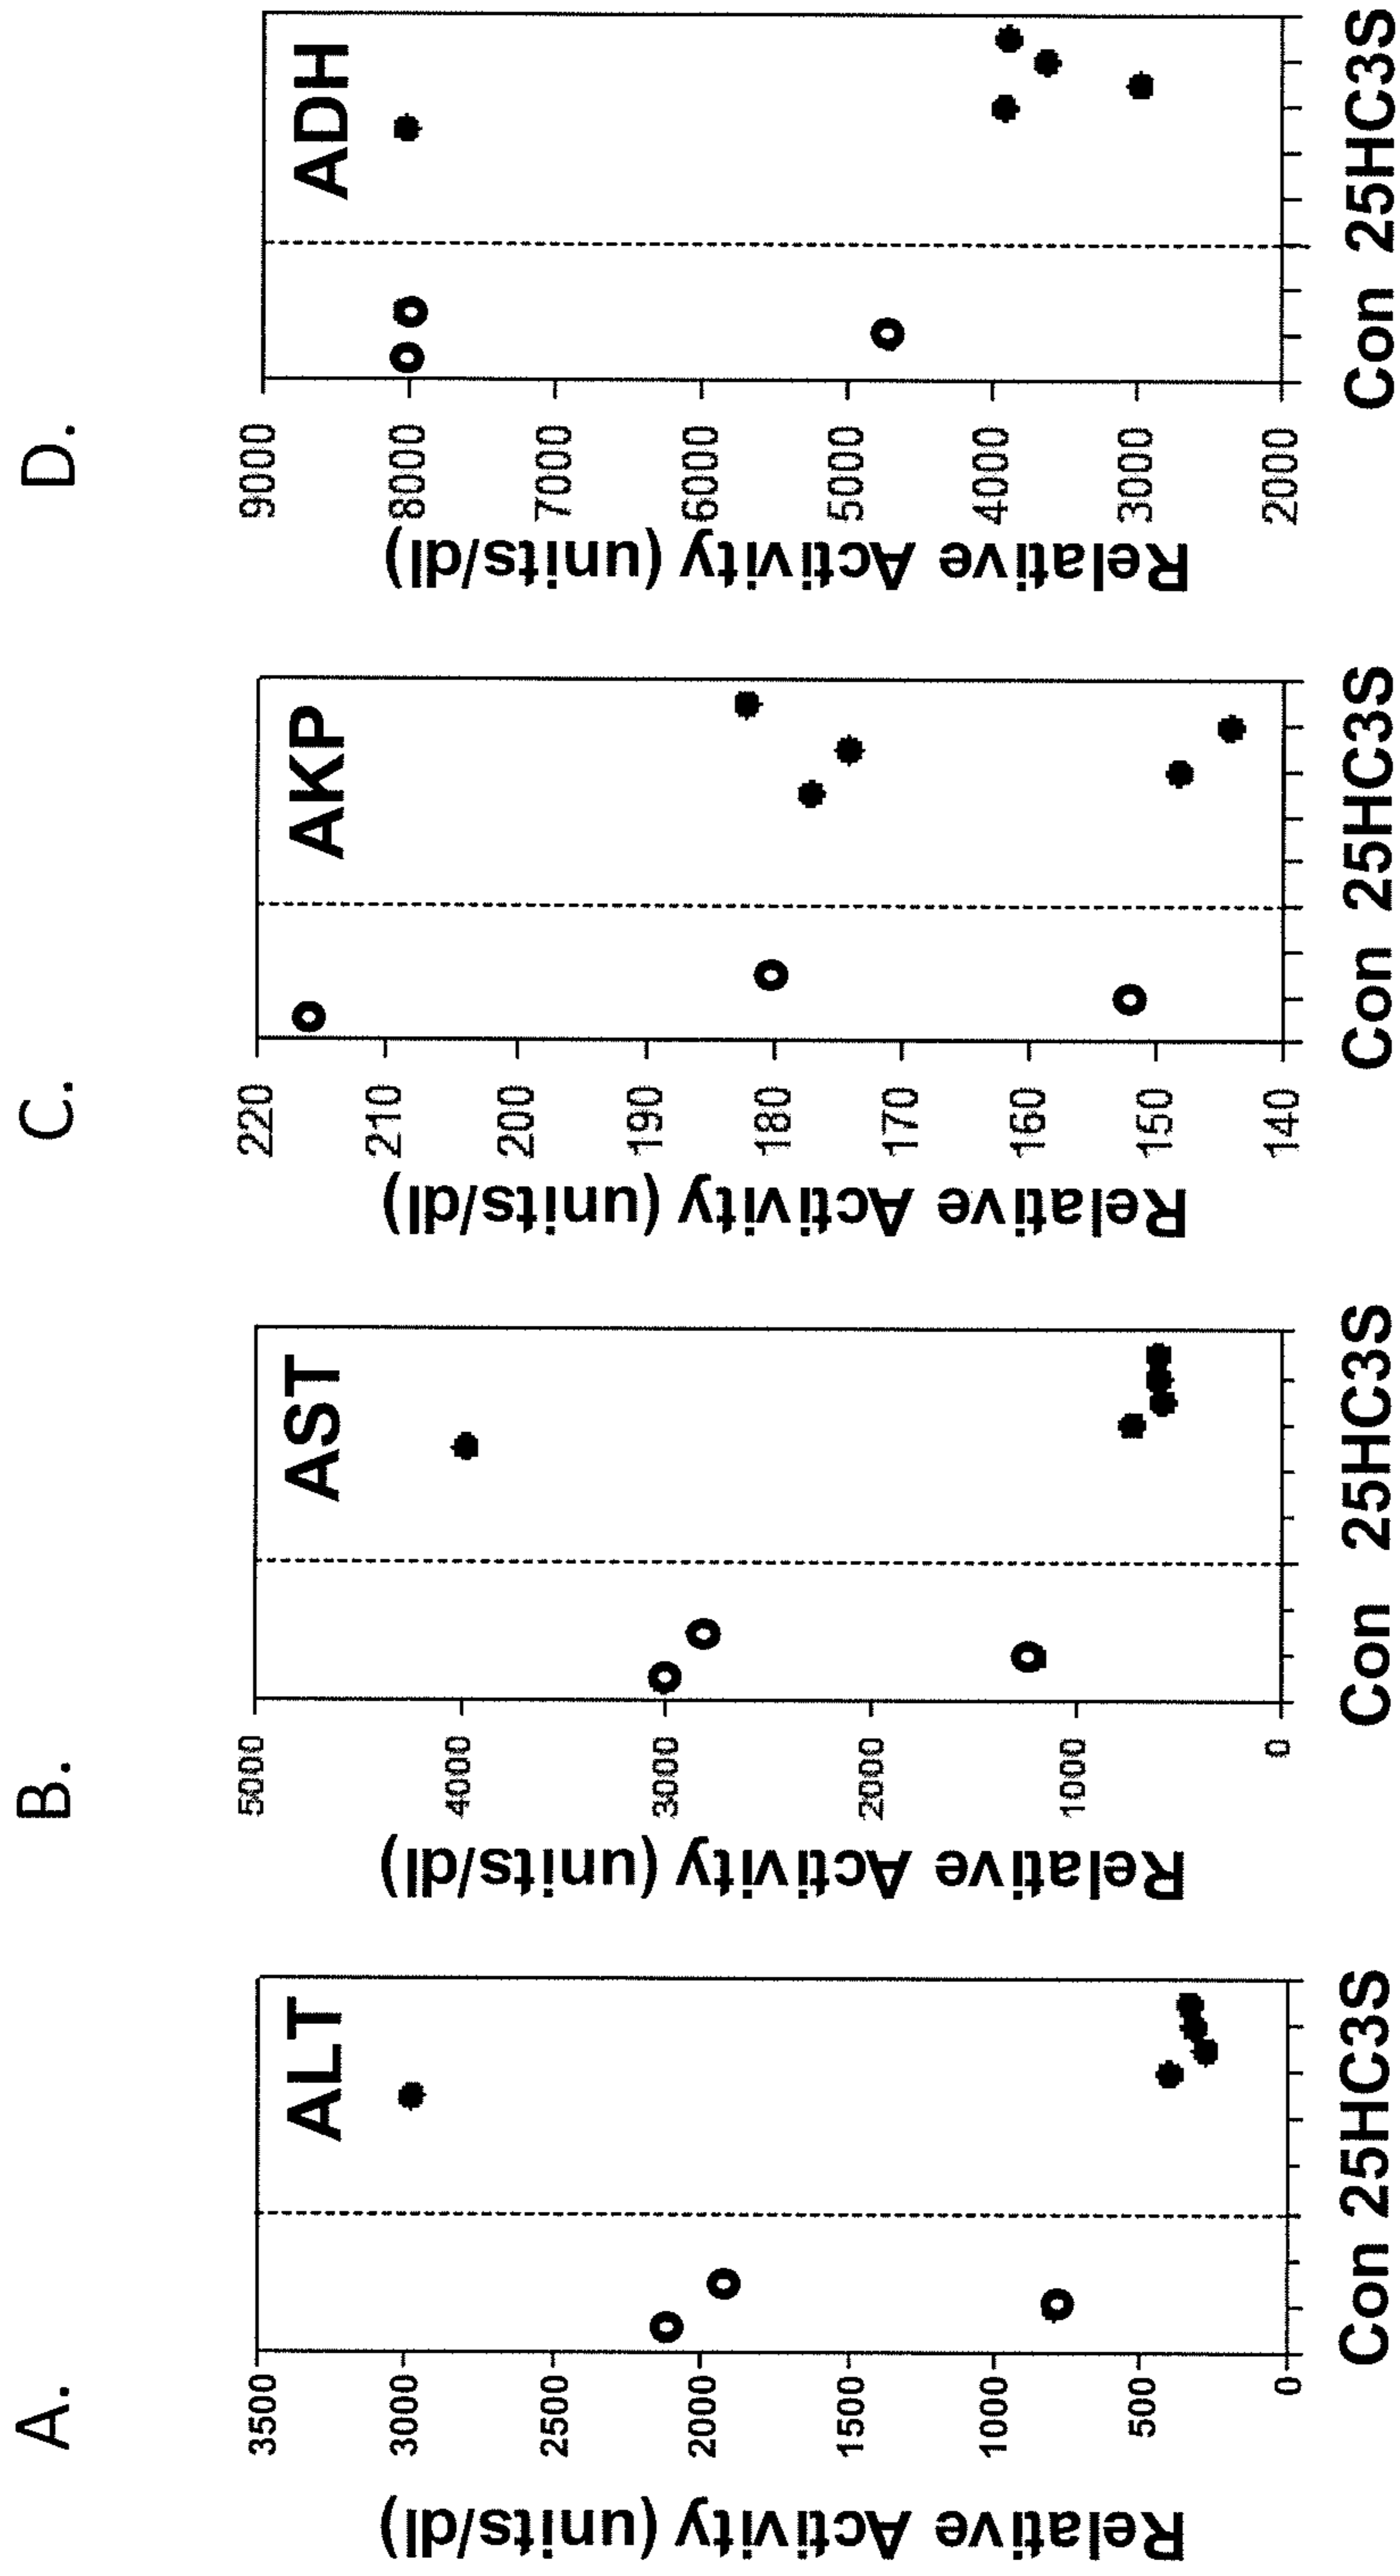 A.
Relative Activity (units/dl)
3500
3000
2500
2000
1500
1000
500
0
ALT
Con 25HC3S
B.
Relative Activity (units/dl)
5000
4000
3000
2000
1000
0
AST
Con 25HC3S
C.
Relative Activity (units/dl)
220
210
200
190
180
170
160
150
140
AKP
Con 25HC3S
D.
Relative Activity (units/dl)
9000
8000
7000
6000
5000
4000
3000
2000
ADH
Con 25HC3S